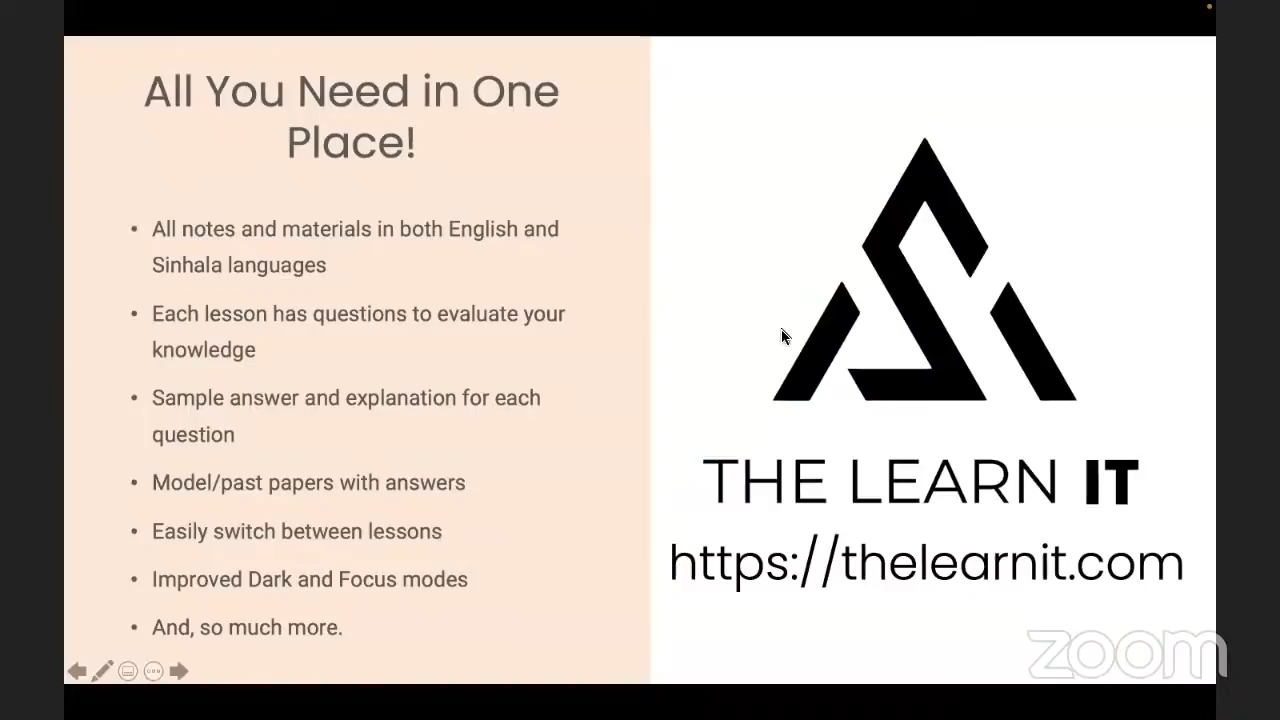 All You Need in One
Place!
• All notes and materials in both English and
Sinhala languages
• Each lesson has questions to evaluate your
knowledge
• Sample answer and explanation for each
question
• Model/past papers with answers
• Easily switch between lessons
• Improved Dark and Focus modes
• And, so much more.
THE LEARN IT
https://thelearnit.com
zoom